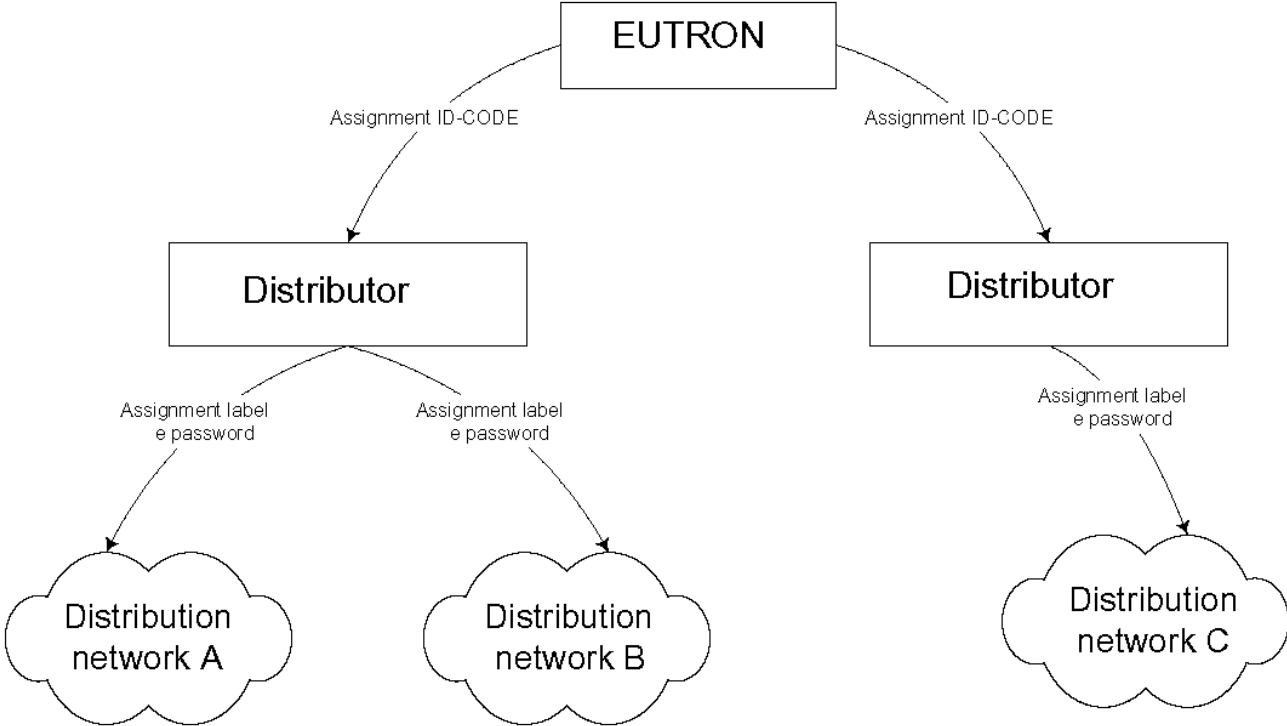 EUTRON
Assignment ID-CODE
Assignment ID-CODE
Distributor
Distributor
Assignment label
e password
Assignment label
e password
Assignment label
e password
Distribution
network A
Distribution
network B
Distribution
network C